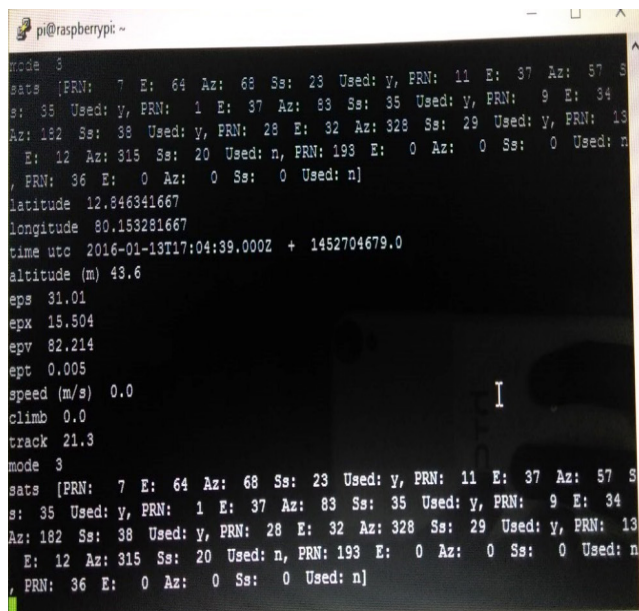 pi@raspberrypi: ~
mode 3
sats [PRN: 7 E: 64 Az: 68 Ss: 23 Used: y, PRN: 11 E: 37 Az: 57 S
s: 35 Used: y, PRN: 1 E: 37 Az: 83 Ss: 35 Used: y, PRN: 9 E: 34
Az: 182 Ss: 38 Used: y, PRN: 28 E: 32 Az: 328 Ss: 29 Used: y, PRN: 13
E: 12 Az: 315 Ss: 20 Used: n, PRN: 193 E: 0 Az: 0 Ss: 0 Used: n
, PRN: 36 E: 0 Az: 0 Ss: 0 Used: n]
latitude 12.846341667
longitude 80.153281667
time utc 2016-01-13T17:04:39.000Z + 1452704679.0
altitude (m) 43.6
eps 31.01
epx 15.504
epv 82.214
ept 0.005
speed (m/s) 0.0
climb 0.0
track 21.3
mode 3
sats [PRN: 7 E: 64 Az: 68 Ss: 23 Used: y, PRN: 11 E: 37 Az: 57 S
s: 35 Used: y, PRN: 1 E: 37 Az: 83 Ss: 35 Used: y, PRN: 9 E: 34
Az: 182 Ss: 38 Used: y, PRN: 28 E: 32 Az: 328 Ss: 29 Used: y, PRN: 13
E: 12 Az: 315 Ss: 20 Used: n, PRN: 193 E: 0 Az: 0 Ss: 0 Used: n
, PRN: 36 E: 0 Az: 0 Ss: 0 Used: n]